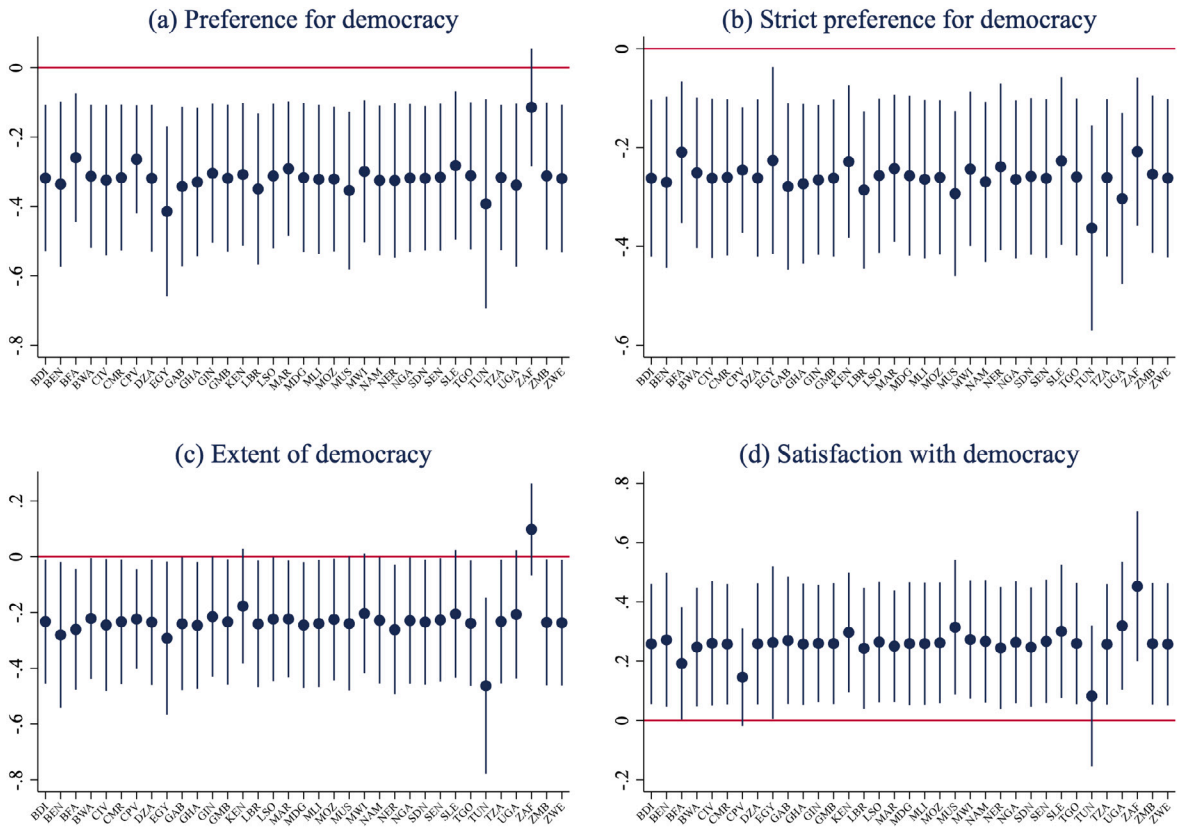 (a) Preference for democracy
0
-.2
-.4
-.6
-.8
BDI BEN BFA BWA CIV CMR CPV DZA EGY GAB GHA GIN GMB KEN LBR LSO MAR MDG MLI MOZ MUS MWI NAM NER NGA SDN SEN SLE TGO TUN TZA UGA ZAF ZMB ZWE
(b) Strict preference for democracy
0
-.2
-.4
-.6
BDI BEN BFA BWA CIV CMR CPV DZA EGY GAB GHA GIN GMB KEN LBR LSO MAR MDG MLI MOZ MUS MWI NAM NER NGA SDN SEN SLE TGO TUN TZA UGA ZAF ZMB ZWE
(c) Extent of democracy
.2
0
-.2
-.4
-.6
-.8
BDI BEN BFA BWA CIV CMR CPV DZA EGY GAB GHA GIN GMB KEN LBR LSO MAR MDG MLI MOZ MUS MWI NAM NER NGA SDN SEN SLE TGO TUN TZA UGA ZAF ZMB ZWE
(d) Satisfaction with democracy
.8
.6
.4
.2
0
-.2
BDI BEN BFA BWA CIV CMR CPV DZA EGY GAB GHA GIN GMB KEN LBR LSO MAR MDG MLI MOZ MUS MWI NAM NER NGA SDN SEN SLE TGO TUN TZA UGA ZAF ZMB ZWE